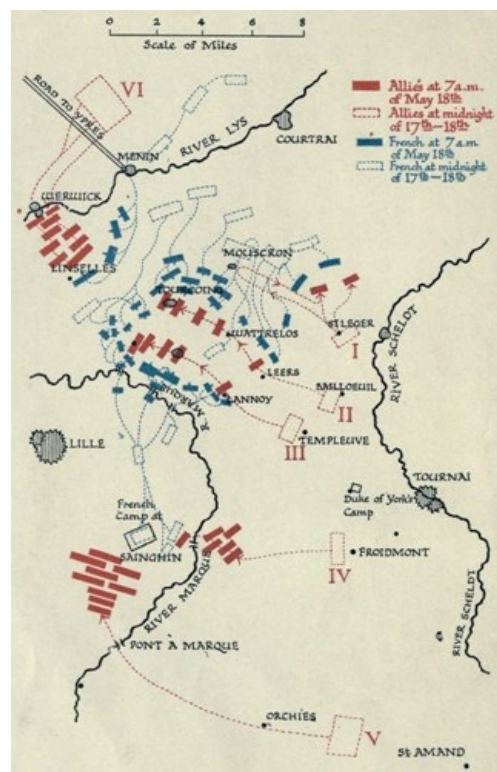 0 2 4 6 8
Scale of Miles
Allies at 7 a.m.
of May 18th
Allies at midnight
of 17th–18th
French at 7 a.m.
of May 18th
French at midnight
of 17th–18th
VI
ROAD TO YPRES
MENIN
RIVER LYS
COURTRAI
WERWICK
LINSELLES
MOUSCRON
TOURCOING
WATTRELOS
ST LEGER
I
RIVER SCHELDT
LEERS
BAILLOEUIL
II
R. MARQUE
LANNOY
III
TEMPLEUVE
LILLE
TOURNAI
Duke of York's
Camp
French
Camp at
SAINGHIN
FROIDMONT
IV
RIVER MARQUE
RIVER SCHELDT
PONT À MARQUE
ORCHIES
V
St AMAND